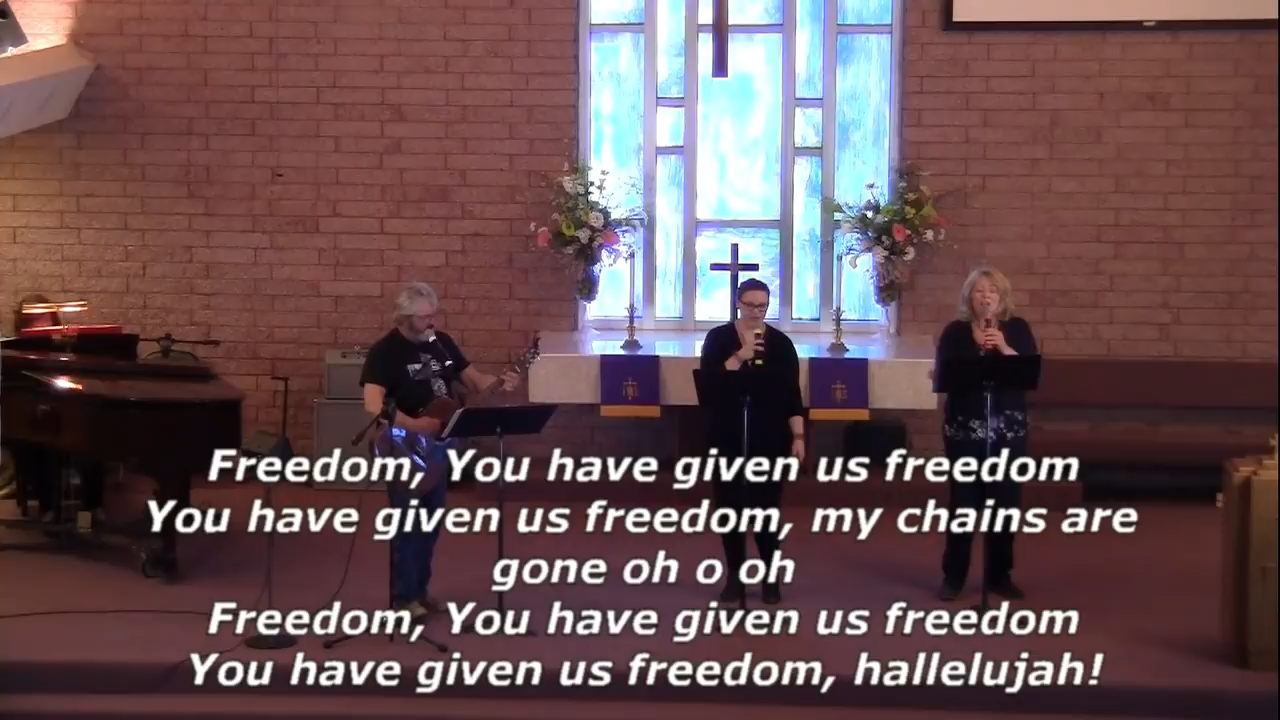 Freedom, You have given us freedom
You have given us freedom, my chains are
gone oh o oh
Freedom, You have given us freedom
You have given us freedom, hallelujah!